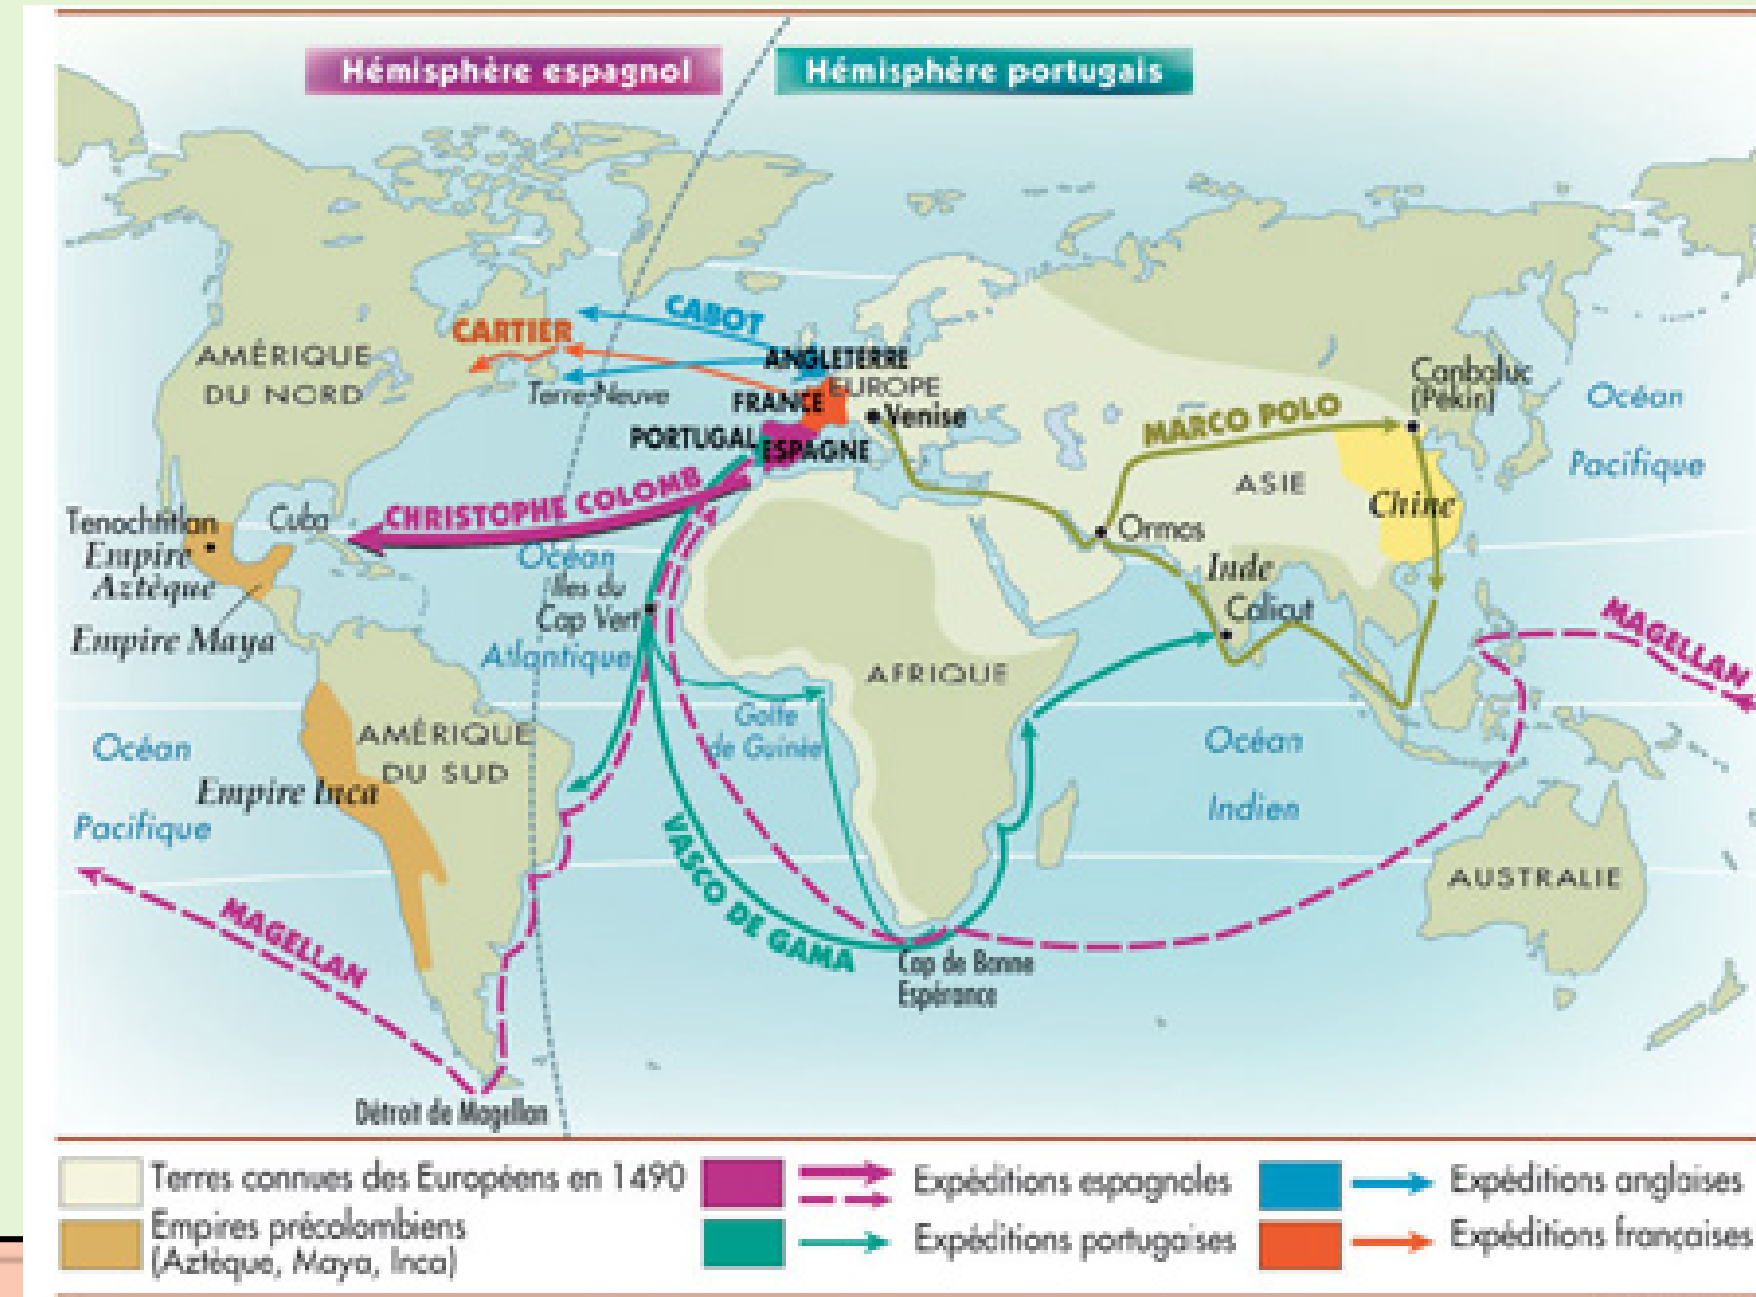 Hémisphère espagnol
Hémisphère portugais
CABOT
CARTIER
ANGLETERRE
AMÉRIQUE
DU NORD
Terre-Neuve
EUROPE
FRANCE
Venise
PORTUGAL
ESPAGNE
MARCO POLO
Canbaluc
(Pékin)
Océan
Pacifique
ASIE
Chine
CHRISTOPHE COLOMB
Tenochtitlan
Cuba
Empire
Aztèque
Empire Maya
Océan
Iles du
Cap Vert
Atlantique
Ormos
Inde
Calicut
MAGELLAN
AFRIQUE
Golfe
de Guinée
AMÉRIQUE
DU SUD
Océan
Pacifique
Empire Inca
Océan
Indien
VASCO DE GAMA
AUSTRALIE
MAGELLAN
Cap de Bonne
Espérance
Détroit de Magellan
Terres connues des Européens en 1490
Empires précolombiens
(Aztèque, Maya, Inca)
Expéditions espagnoles
Expéditions portugaises
Expéditions anglaises
Expéditions françaises